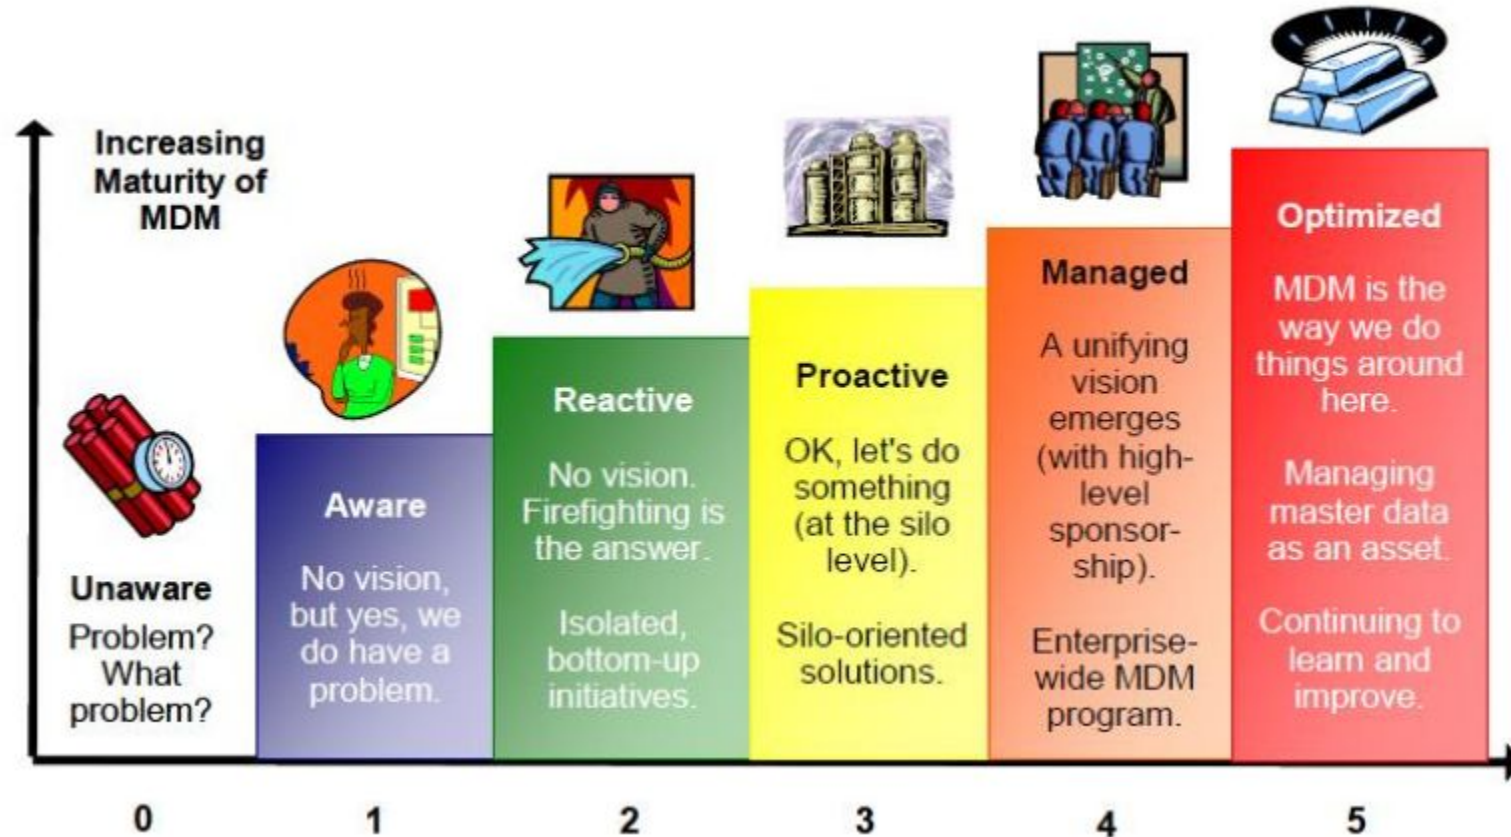 Increasing
Maturity of
MDM
Unaware
Problem?
What
problem?
Aware
No vision,
but yes, we
do have a
problem.
Reactive
No vision.
Firefighting is
the answer.
Isolated,
bottom-up
initiatives.
Proactive
OK, let's do
something
(at the silo
level).
Silo-oriented
solutions.
Managed
A unifying
vision
emerges
(with high-
level
sponsor-
ship).
Enterprise-
wide MDM
program.
Optimized
MDM is the
way we do
things around
here.
Managing
master data
as an asset.
Continuing to
learn and
improve.
0
1
2
3
4
5